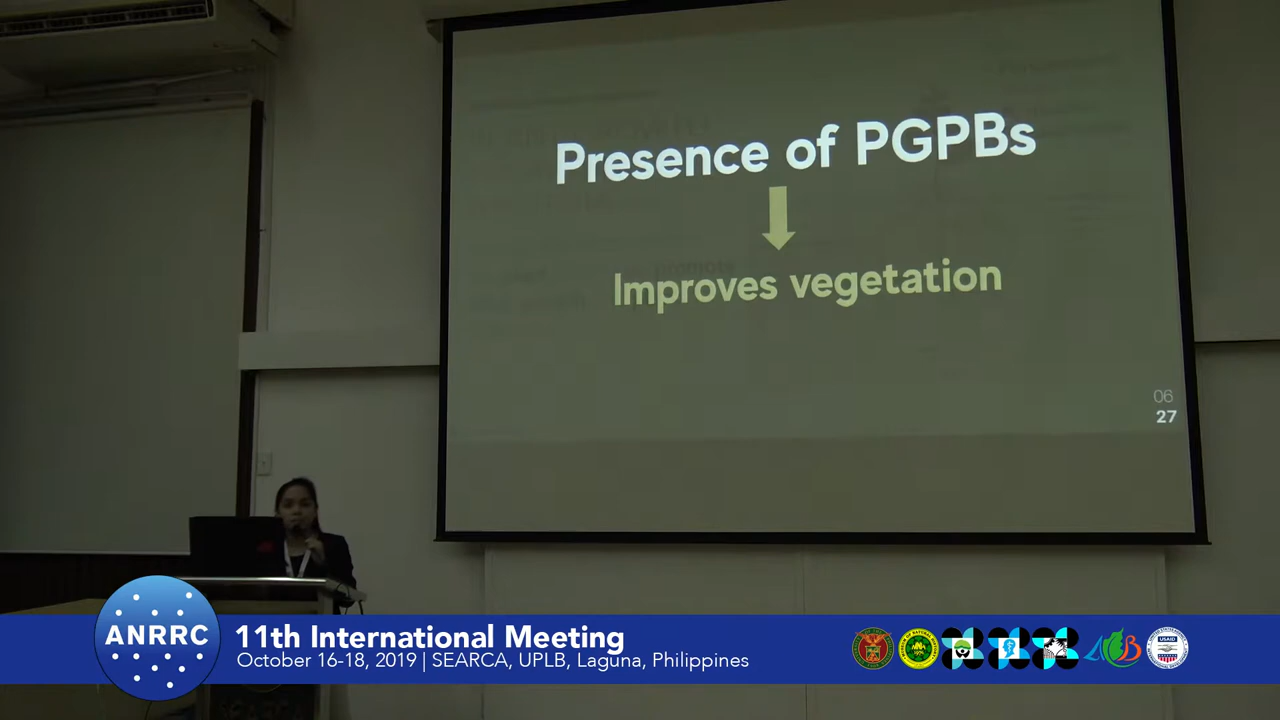 Presence of PGPBs
Improves vegetation
06
27
ANRRC
11th International Meeting
October 16-18, 2019 | SEARCA, UPLB, Laguna, Philippines
USAID